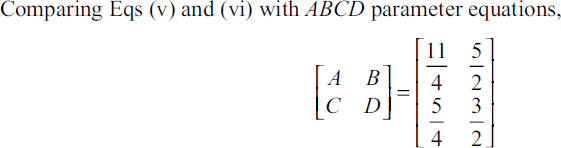 Comparing Eqs (v) and (vi) with ABCD parameter equations,
[A B; C D] = [11/4 5/2; 5/4 3/2]